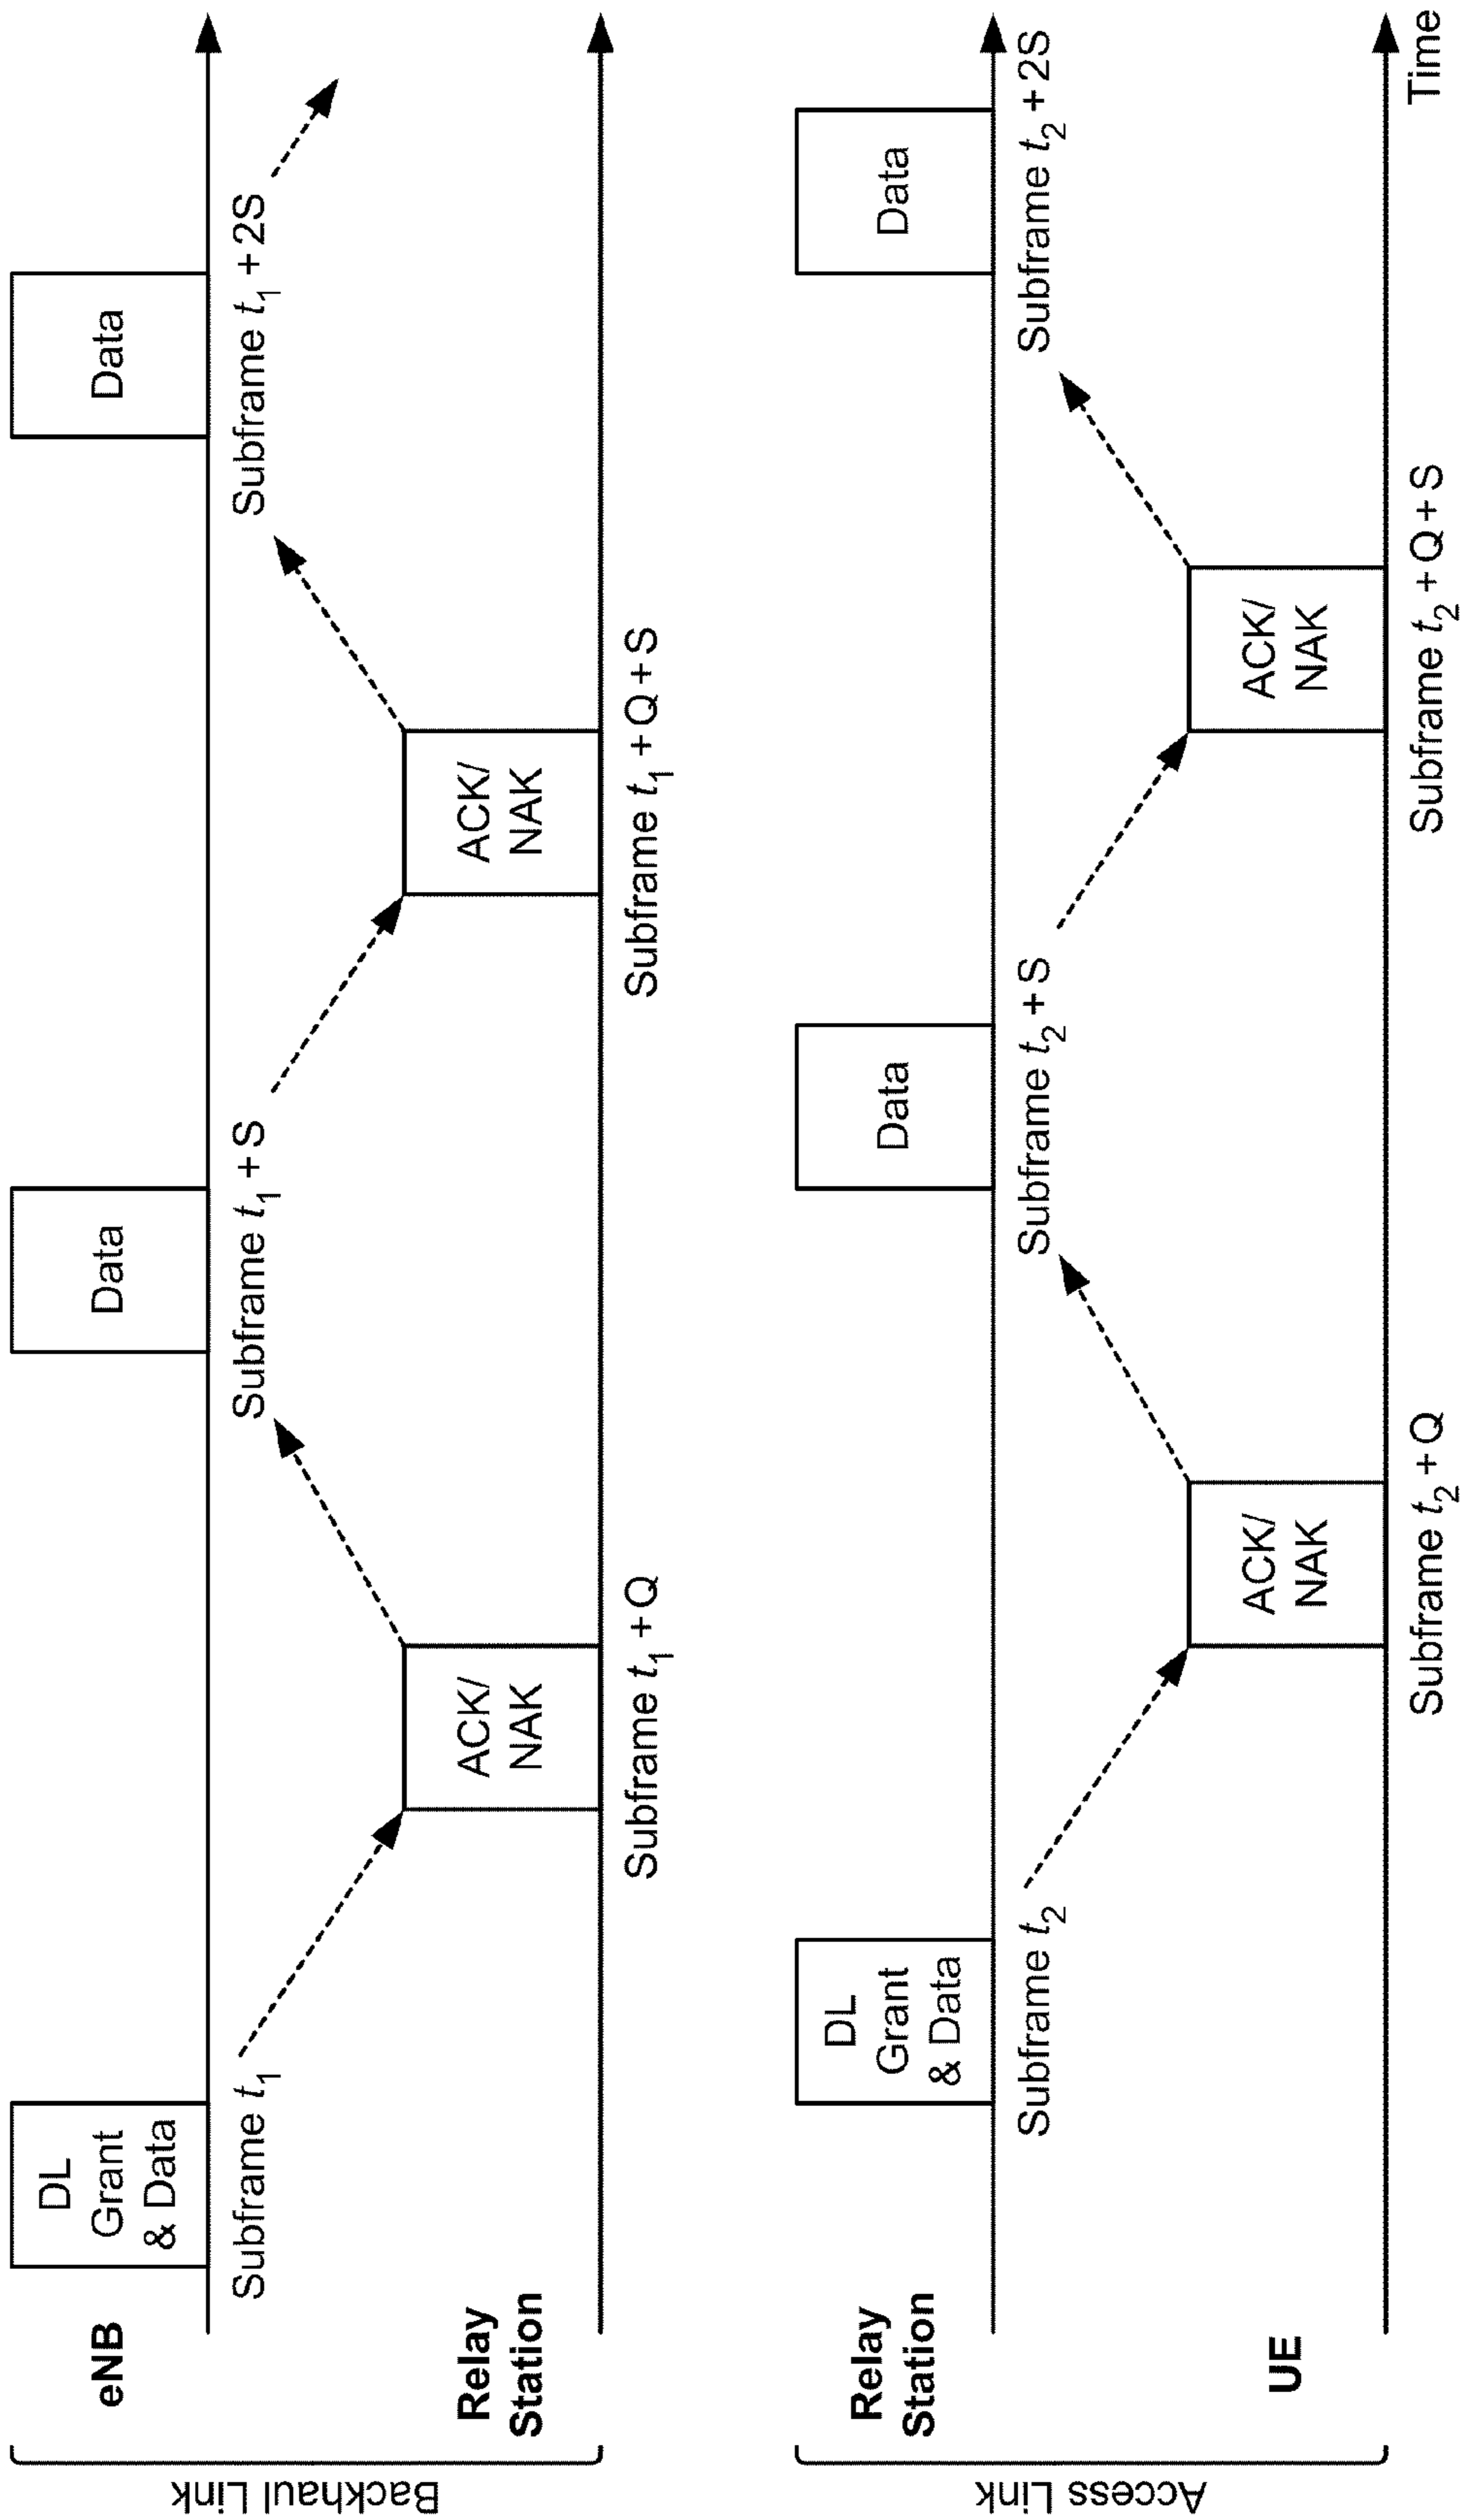 Backhaul Link
eNB
DL
Grant
& Data
Data
Data
Subframe t1
Subframe t1 + S
Subframe t1 + 2S
Relay
Station
ACK/
NAK
ACK/
NAK
Subframe t1 + Q
Subframe t1 + Q + S
Access Link
Relay
Station
DL
Grant
& Data
Data
Data
Subframe t2
Subframe t2 + S
Subframe t2 + 2S
UE
ACK/
NAK
ACK/
NAK
Subframe t2 + Q
Subframe t2 + Q + S
Time